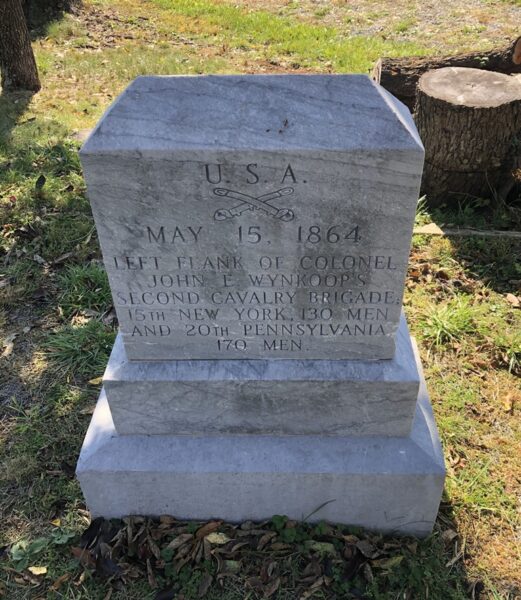 U.S.A.
MAY 15, 1864
LEFT FLANK OF COLONEL
JOHN E. WYNKOOP'S
SECOND CAVALRY BRIGADE;
15TH NEW YORK, 130 MEN
AND 20TH PENNSYLVANIA
170 MEN.